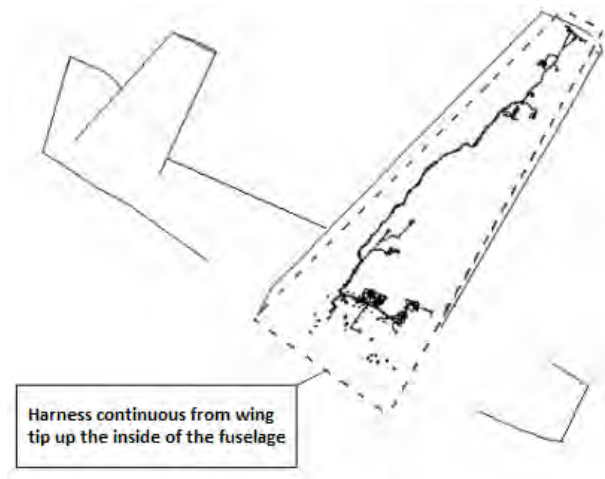 Harness continuous from wing
tip up the inside of the fuselage